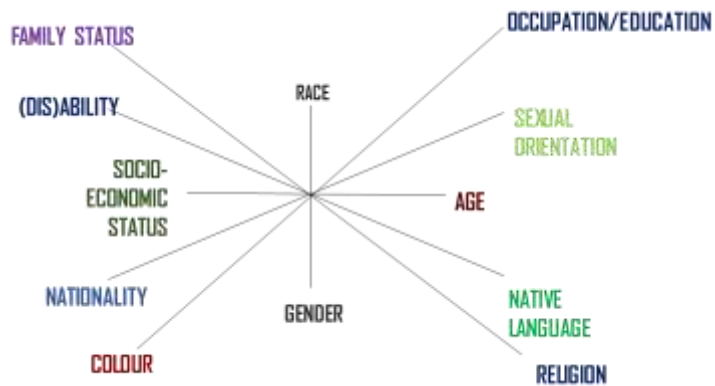 OCCUPATION/EDUCATION
FAMILY STATUS
RACE
(DIS)ABILITY
SEXUAL
ORIENTATION
SOCIO-
ECONOMIC
STATUS
AGE
NATIONALITY
NATIVE
LANGUAGE
GENDER
COLOUR
RELIGION